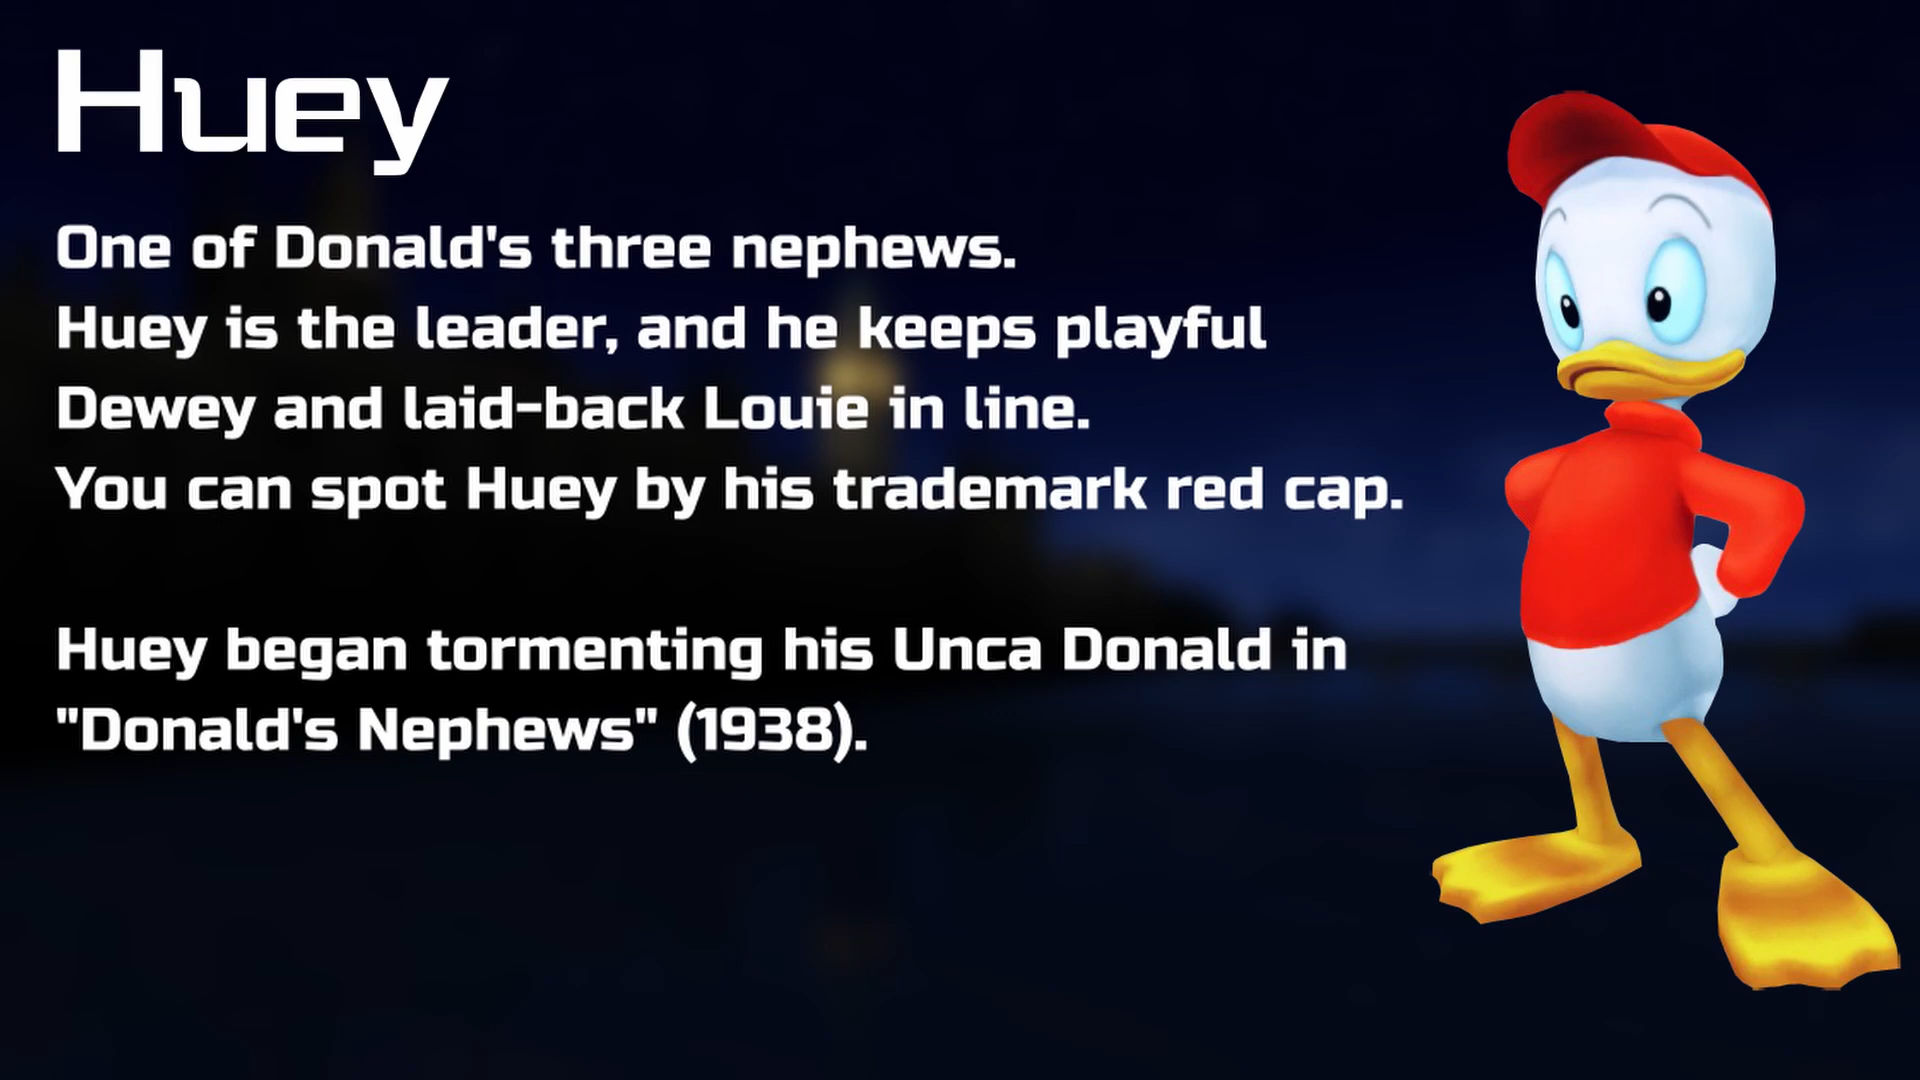 Huey
One of Donald's three nephews.
Huey is the leader, and he keeps playful
Dewey and laid-back Louie in line.
You can spot Huey by his trademark red cap.
Huey began tormenting his Unca Donald in
"Donald's Nephews" (1938).